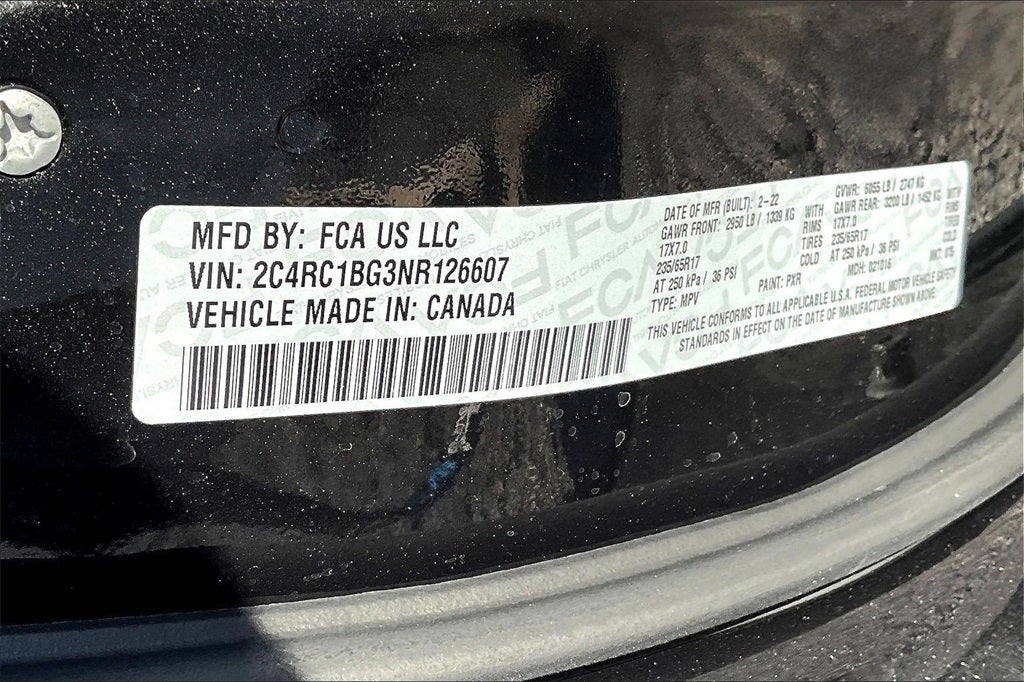 MFD BY: FCA US LLC
VIN: 2C4RC1BG3NR126607
VEHICLE MADE IN: CANADA
DATE OF MFR (BUILT): 2-22 GVWR: 6055 LB / 2747 KG
GAWR FRONT: 2950 LB / 1339 KG WITH GAWR REAR: 3200 LB / 1452 KG WITH
17X7.0 RIMS 17X7.0
235/65R17 TIRES 235/65R17
AT 250 kPa / 36 PSI COLD AT 250 kPa / 36 PSI
TYPE: MPV PAINT: PXR MDH: 021016
THIS VEHICLE CONFORMS TO ALL APPLICABLE U.S.A. FEDERAL MOTOR VEHICLE SAFETY
STANDARDS IN EFFECT ON THE DATE OF MANUFACTURE SHOWN ABOVE.